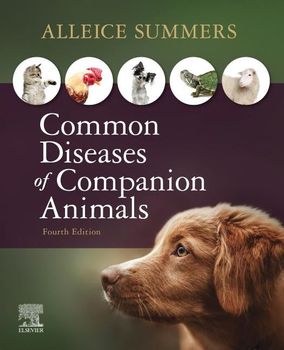 ALLEICE SUMMERS
Common
Diseases
of Companion
Animals
Fourth Edition
ELSEVIER